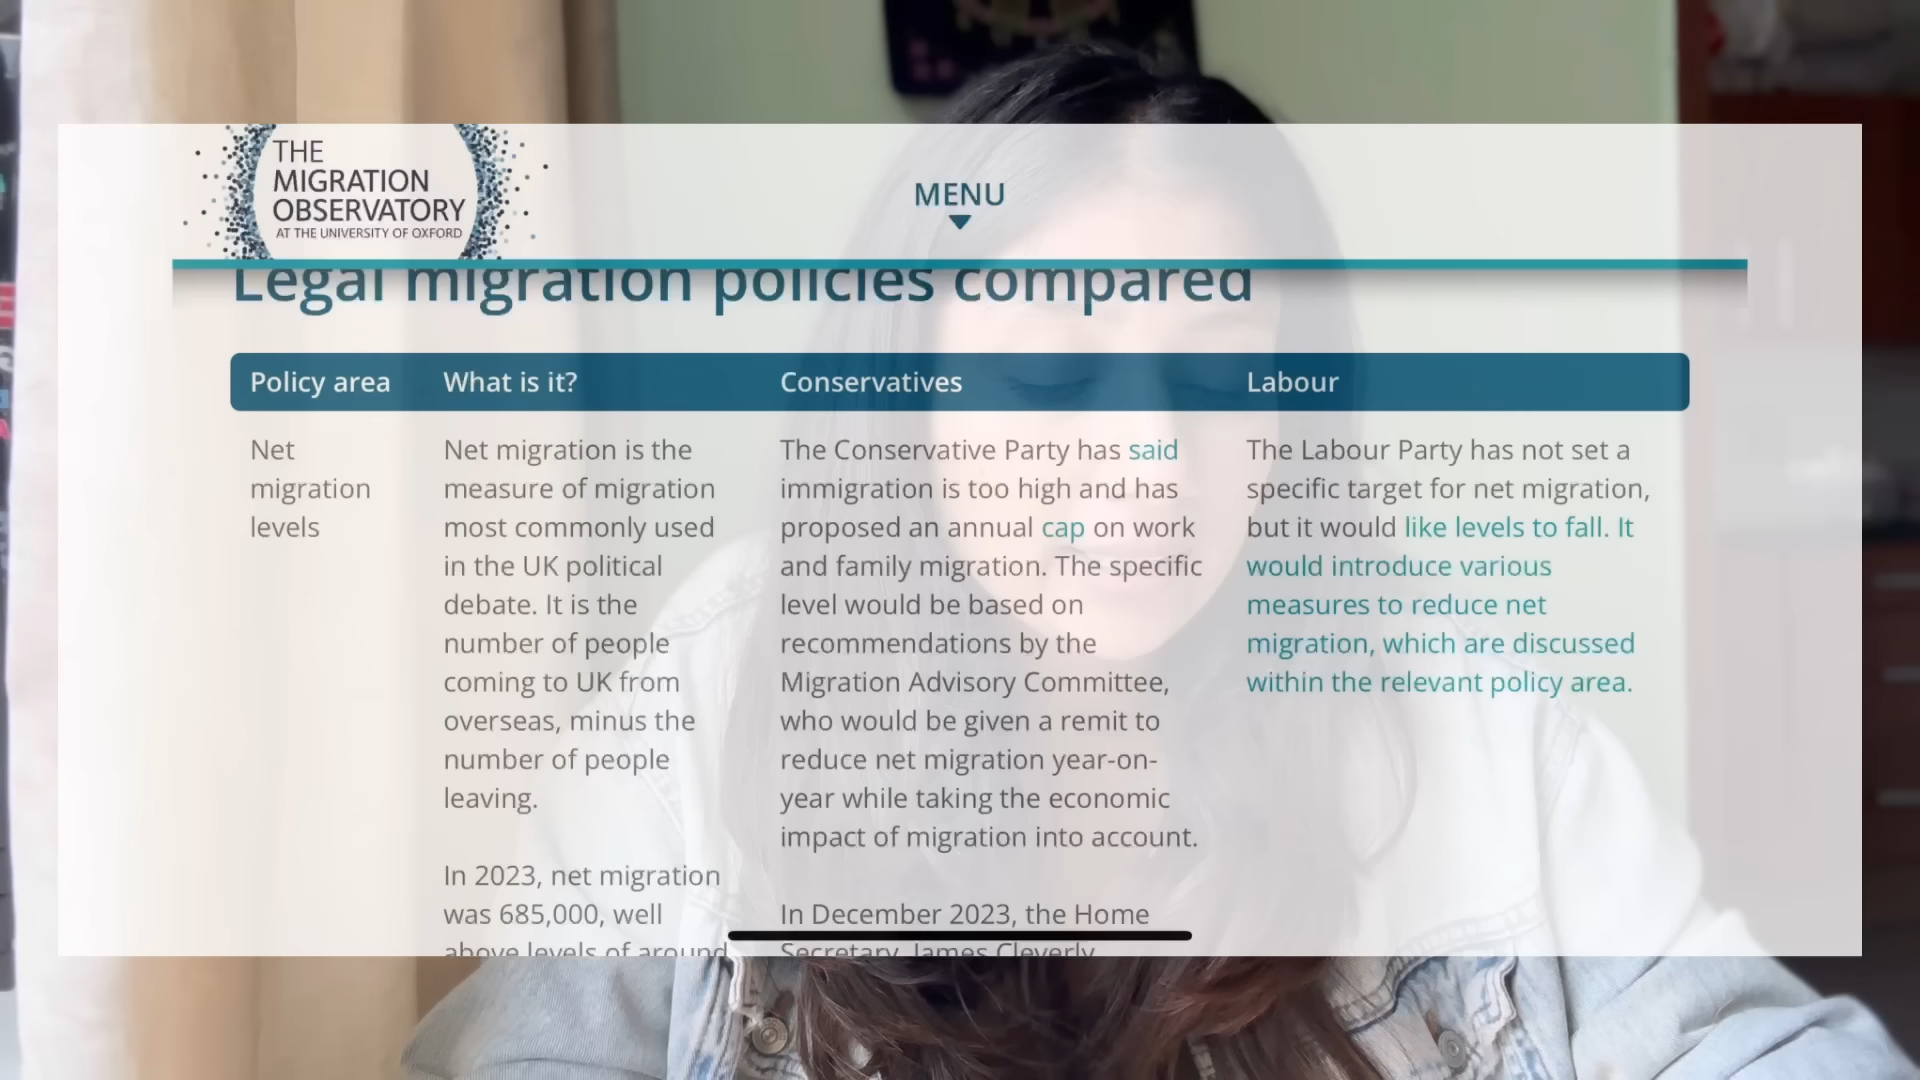 THE
MIGRATION
OBSERVATORY
AT THE UNIVERSITY OF OXFORD
MENU
Legal migration policies compared
Policy area
What is it?
Conservatives
Labour
Net
migration
levels
Net migration is the
measure of migration
most commonly used
in the UK political
debate. It is the
number of people
coming to UK from
overseas, minus the
number of people
leaving.
In 2023, net migration
was 685,000, well
above levels of around
The Conservative Party has said
immigration is too high and has
proposed an annual cap on work
and family migration. The specific
level would be based on
recommendations by the
Migration Advisory Committee,
who would be given a remit to
reduce net migration year-on-
year while taking the economic
impact of migration into account.
In December 2023, the Home
Secretary, James Cleverly
The Labour Party has not set a
specific target for net migration,
but it would like levels to fall. It
would introduce various
measures to reduce net
migration, which are discussed
within the relevant policy area.